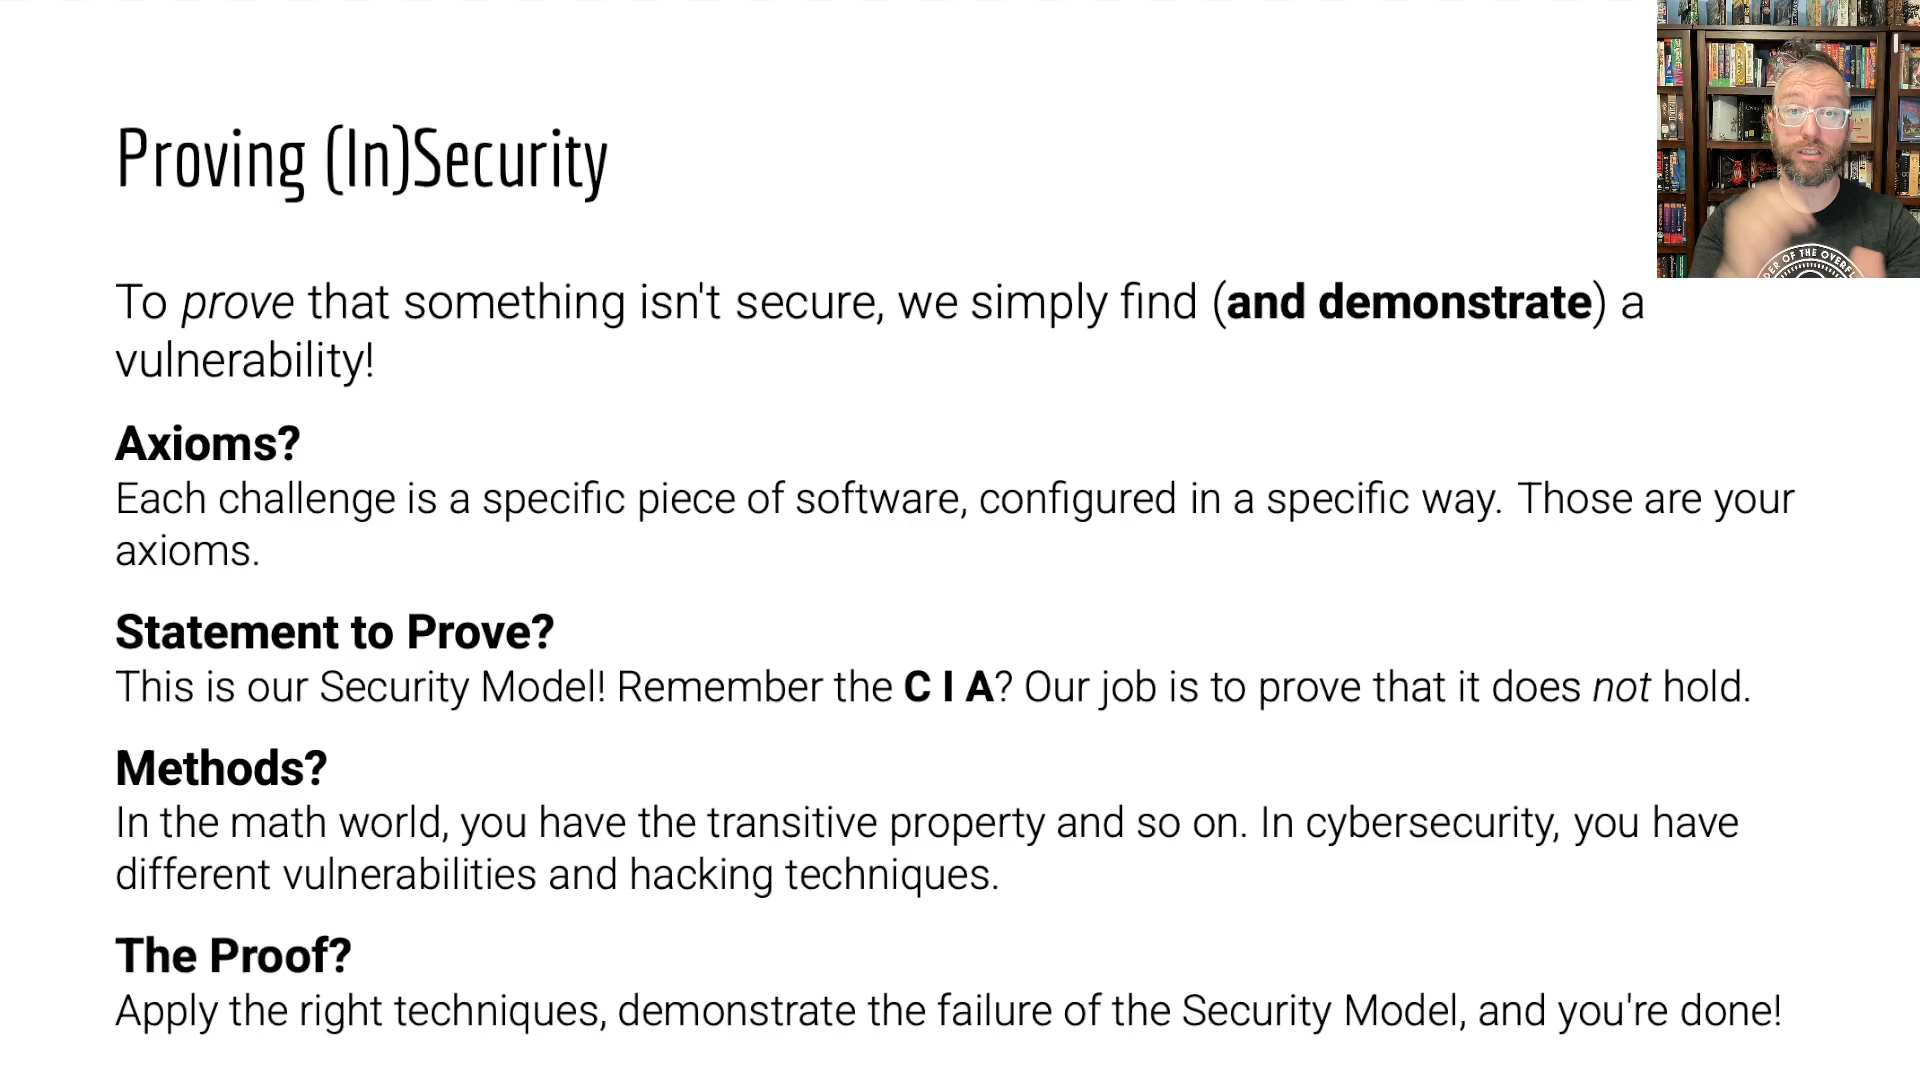 Proving (In)Security
To prove that something isn't secure, we simply find (and demonstrate) a
vulnerability!
Axioms?
Each challenge is a specific piece of software, configured in a specific way. Those are your
axioms.
Statement to Prove?
This is our Security Model! Remember the C I A? Our job is to prove that it does not hold.
Methods?
In the math world, you have the transitive property and so on. In cybersecurity, you have
different vulnerabilities and hacking techniques.
The Proof?
Apply the right techniques, demonstrate the failure of the Security Model, and you're done!
OF THE